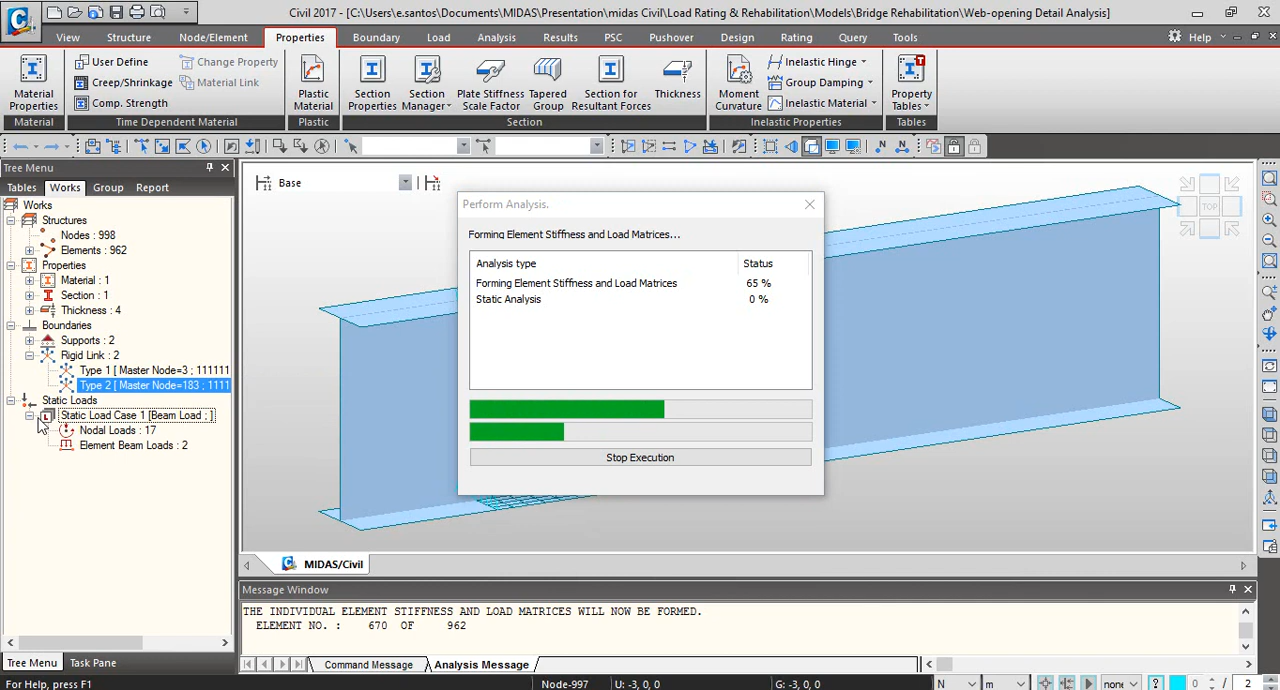 Civil 2017 - [C:\Users\e.santos\Documents\MIDAS\Presentation\midas Civil\Load Rating & Rehabilitation\Models\Bridge Rehabilitation\Web-opening Detail Analysis]
View Structure Node/Element Properties Boundary Load Analysis Results PSC Pushover Design Rating Query Tools Help
Material Properties
User Define
Creep/Shrinkage
Comp. Strength
Change Property
Material Link
Plastic Material
Section Properties
Section Manager
Plate Stiffness Scale Factor
Tapered Group
Section for Resultant Forces
Thickness
Moment Curvature
Inelastic Hinge
Group Damping
Inelastic Material
Property Tables
Material Time Dependent Material Plastic Section Inelastic Properties Tables
Tree Menu
Tables Works Group Report
Works
Structures
Nodes : 998
Elements : 962
Properties
Material : 1
Section : 1
Thickness : 4
Boundaries
Supports : 2
Rigid Link : 2
Type 1 [ Master Node=3 ; 111111
Type 2 [ Master Node=183 ; 1111
Static Loads
Static Load Case 1 [Beam Load ; ]
Nodal Loads : 17
Element Beam Loads : 2
Tree Menu Task Pane
Base
TOP
Perform Analysis.
Forming Element Stiffness and Load Matrices...
Analysis type Status
Forming Element Stiffness and Load Matrices 65 %
Static Analysis 0 %
Stop Execution
MIDAS/Civil
Message Window
THE INDIVIDUAL ELEMENT STIFFNESS AND LOAD MATRICES WILL NOW BE FORMED.
ELEMENT NO. : 670 OF 962
Command Message Analysis Message
For Help, press F1
Node-997
U: -3, 0, 0
G: -3, 0, 0
N
m
none
?
0 / 2